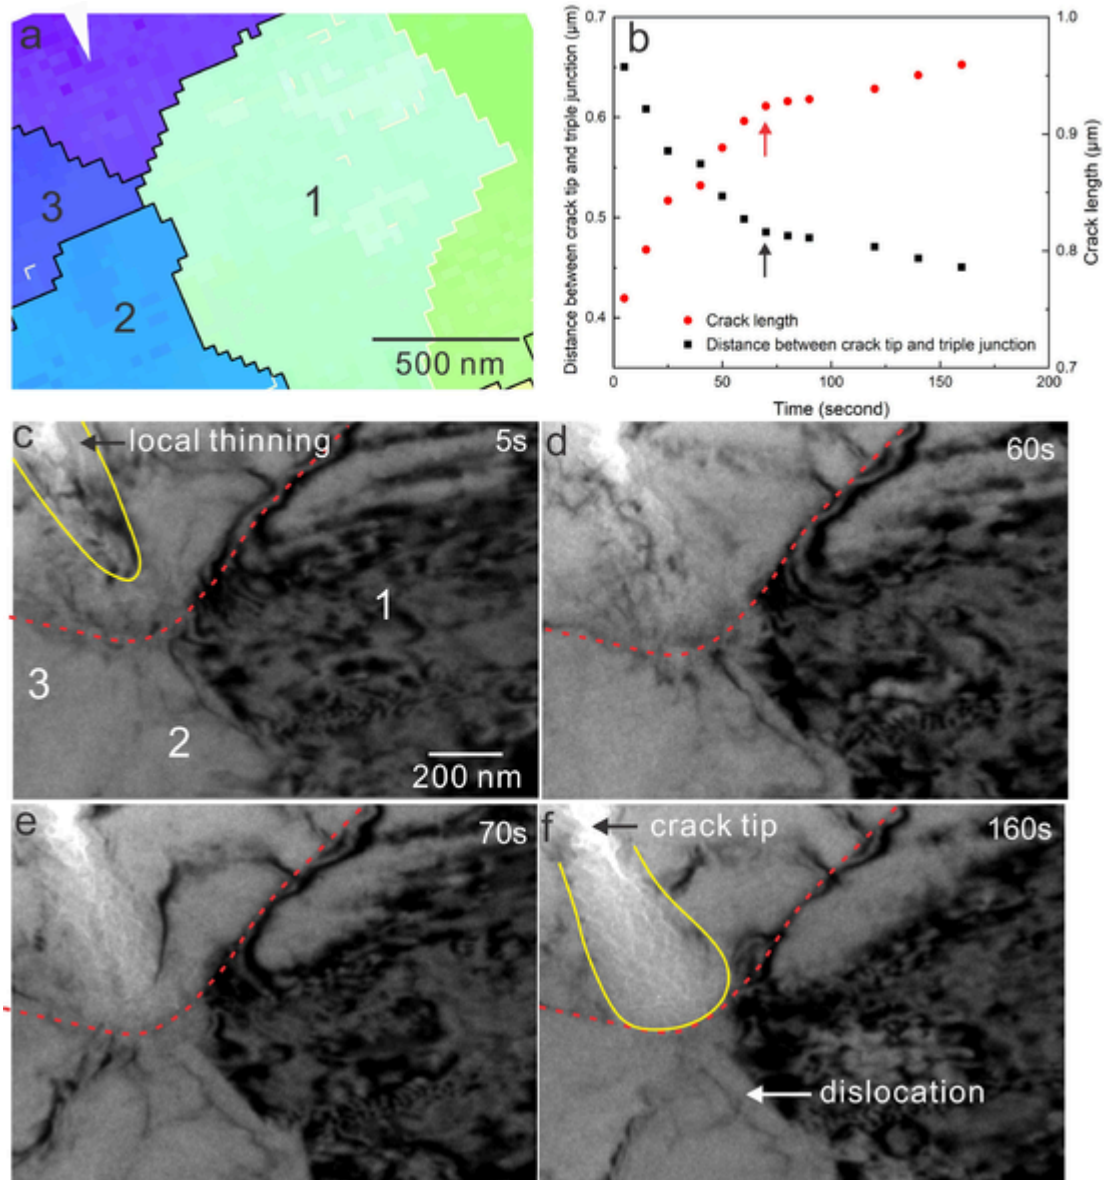 a
1
3
2
500 nm
b
0.7
0.6
0.5
0.4
Distance between crack tip and triple junction (μm)
1.0
0.9
0.8
0.7
Crack length (μm)
Crack length
Distance between crack tip and triple junction
0 50 100 150 200
Time (second)
c
local thinning
5s
1
3
2
200 nm
d
60s
e
70s
f
crack tip
160s
dislocation